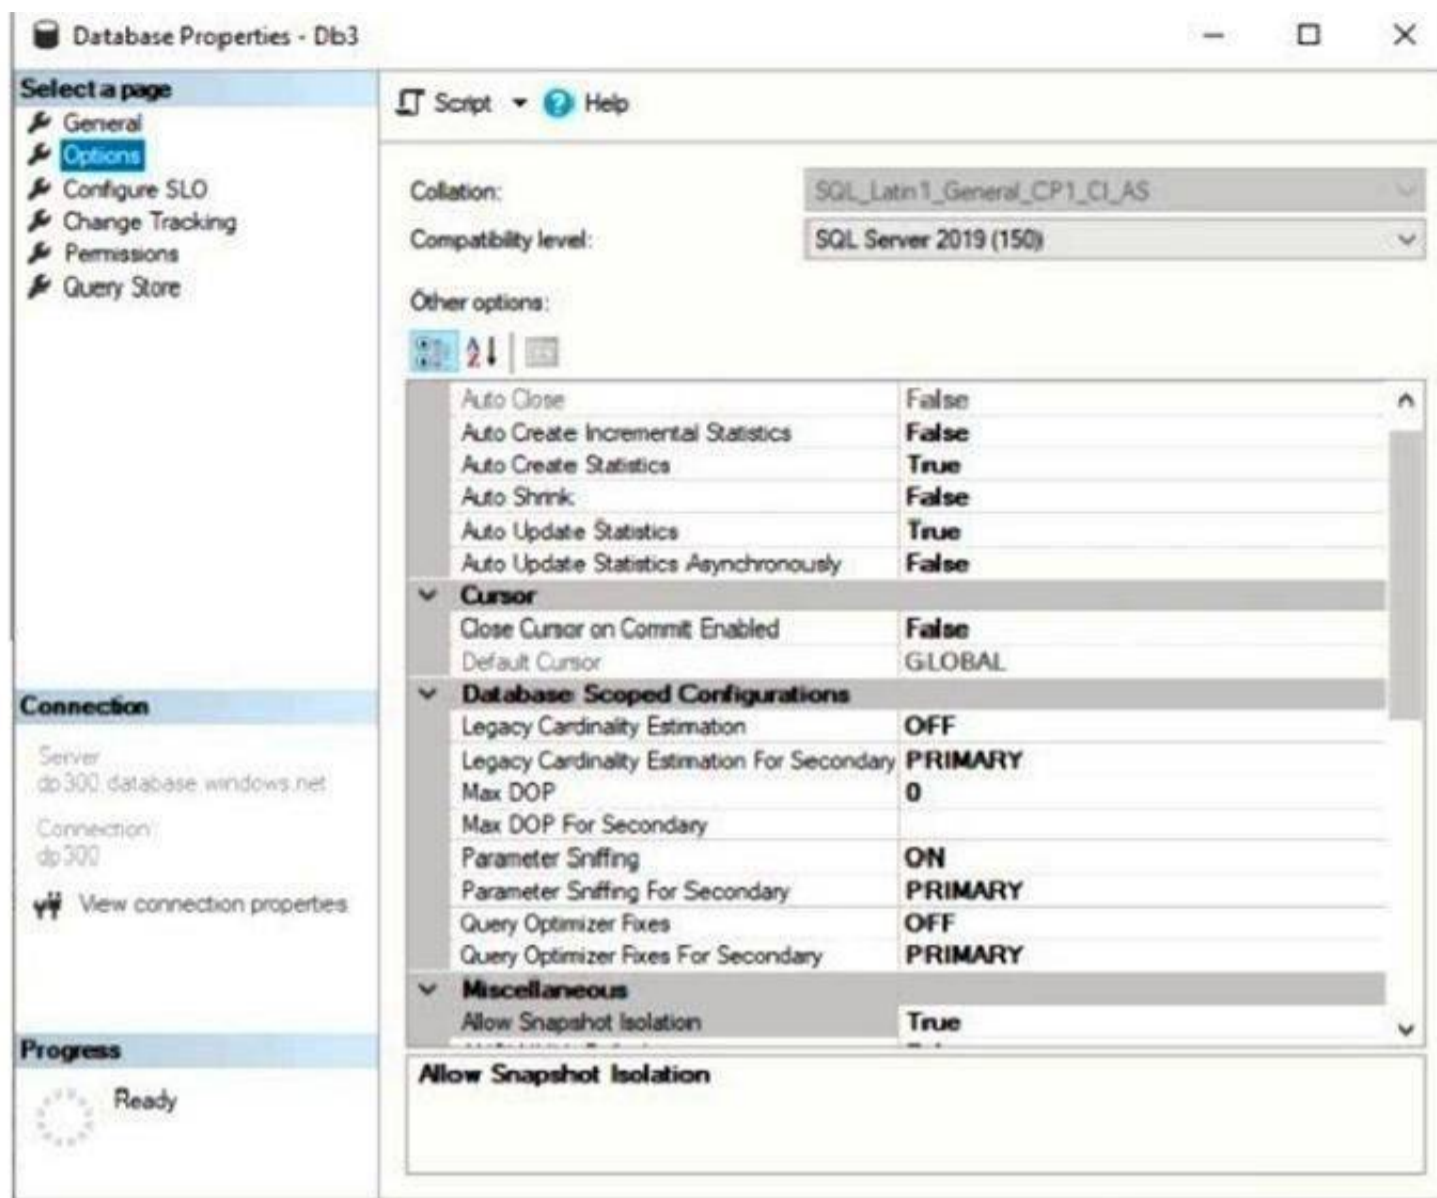 Database Properties - Db3
Select a page
General
Options
Configure SLO
Change Tracking
Permissions
Query Store
Connection
Server
dp300.database.windows.net
Connection:
dp300
View connection properties
Progress
Ready
Script Help
Collation: SQL_Latin1_General_CP1_CI_AS
Compatibility level: SQL Server 2019 (150)
Other options:
Auto Close False
Auto Create Incremental Statistics False
Auto Create Statistics True
Auto Shrink False
Auto Update Statistics True
Auto Update Statistics Asynchronously False
Cursor
Close Cursor on Commit Enabled False
Default Cursor GLOBAL
Database Scoped Configurations
Legacy Cardinality Estimation OFF
Legacy Cardinality Estimation For Secondary PRIMARY
Max DOP 0
Max DOP For Secondary
Parameter Sniffing ON
Parameter Sniffing For Secondary PRIMARY
Query Optimizer Fixes OFF
Query Optimizer Fixes For Secondary PRIMARY
Miscellaneous
Allow Snapshot Isolation True
Allow Snapshot Isolation